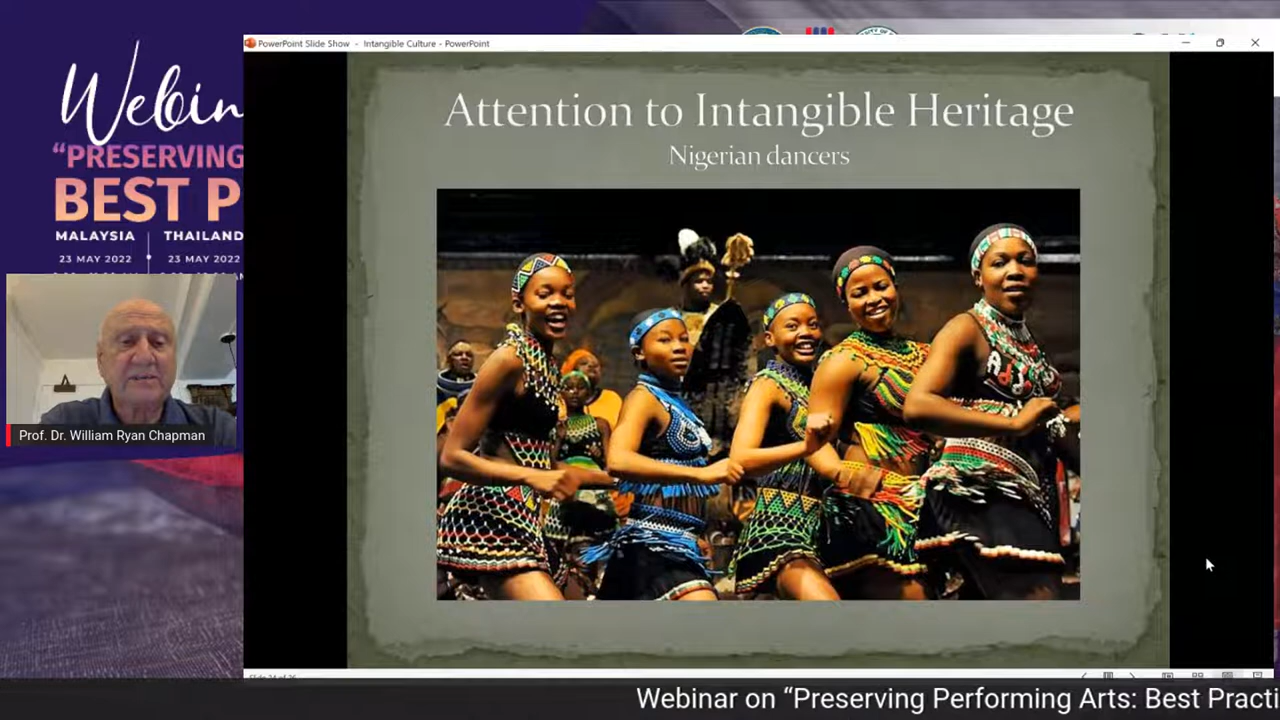 PowerPoint Slide Show - Intangible Culture - PowerPoint
Webin
“PRESERVING
BEST P
MALAYSIA | THAILAND
23 MAY 2022 23 MAY 2022
Attention to Intangible Heritage
Nigerian dancers
Prof. Dr. William Ryan Chapman
Webinar on “Preserving Performing Arts: Best Practi